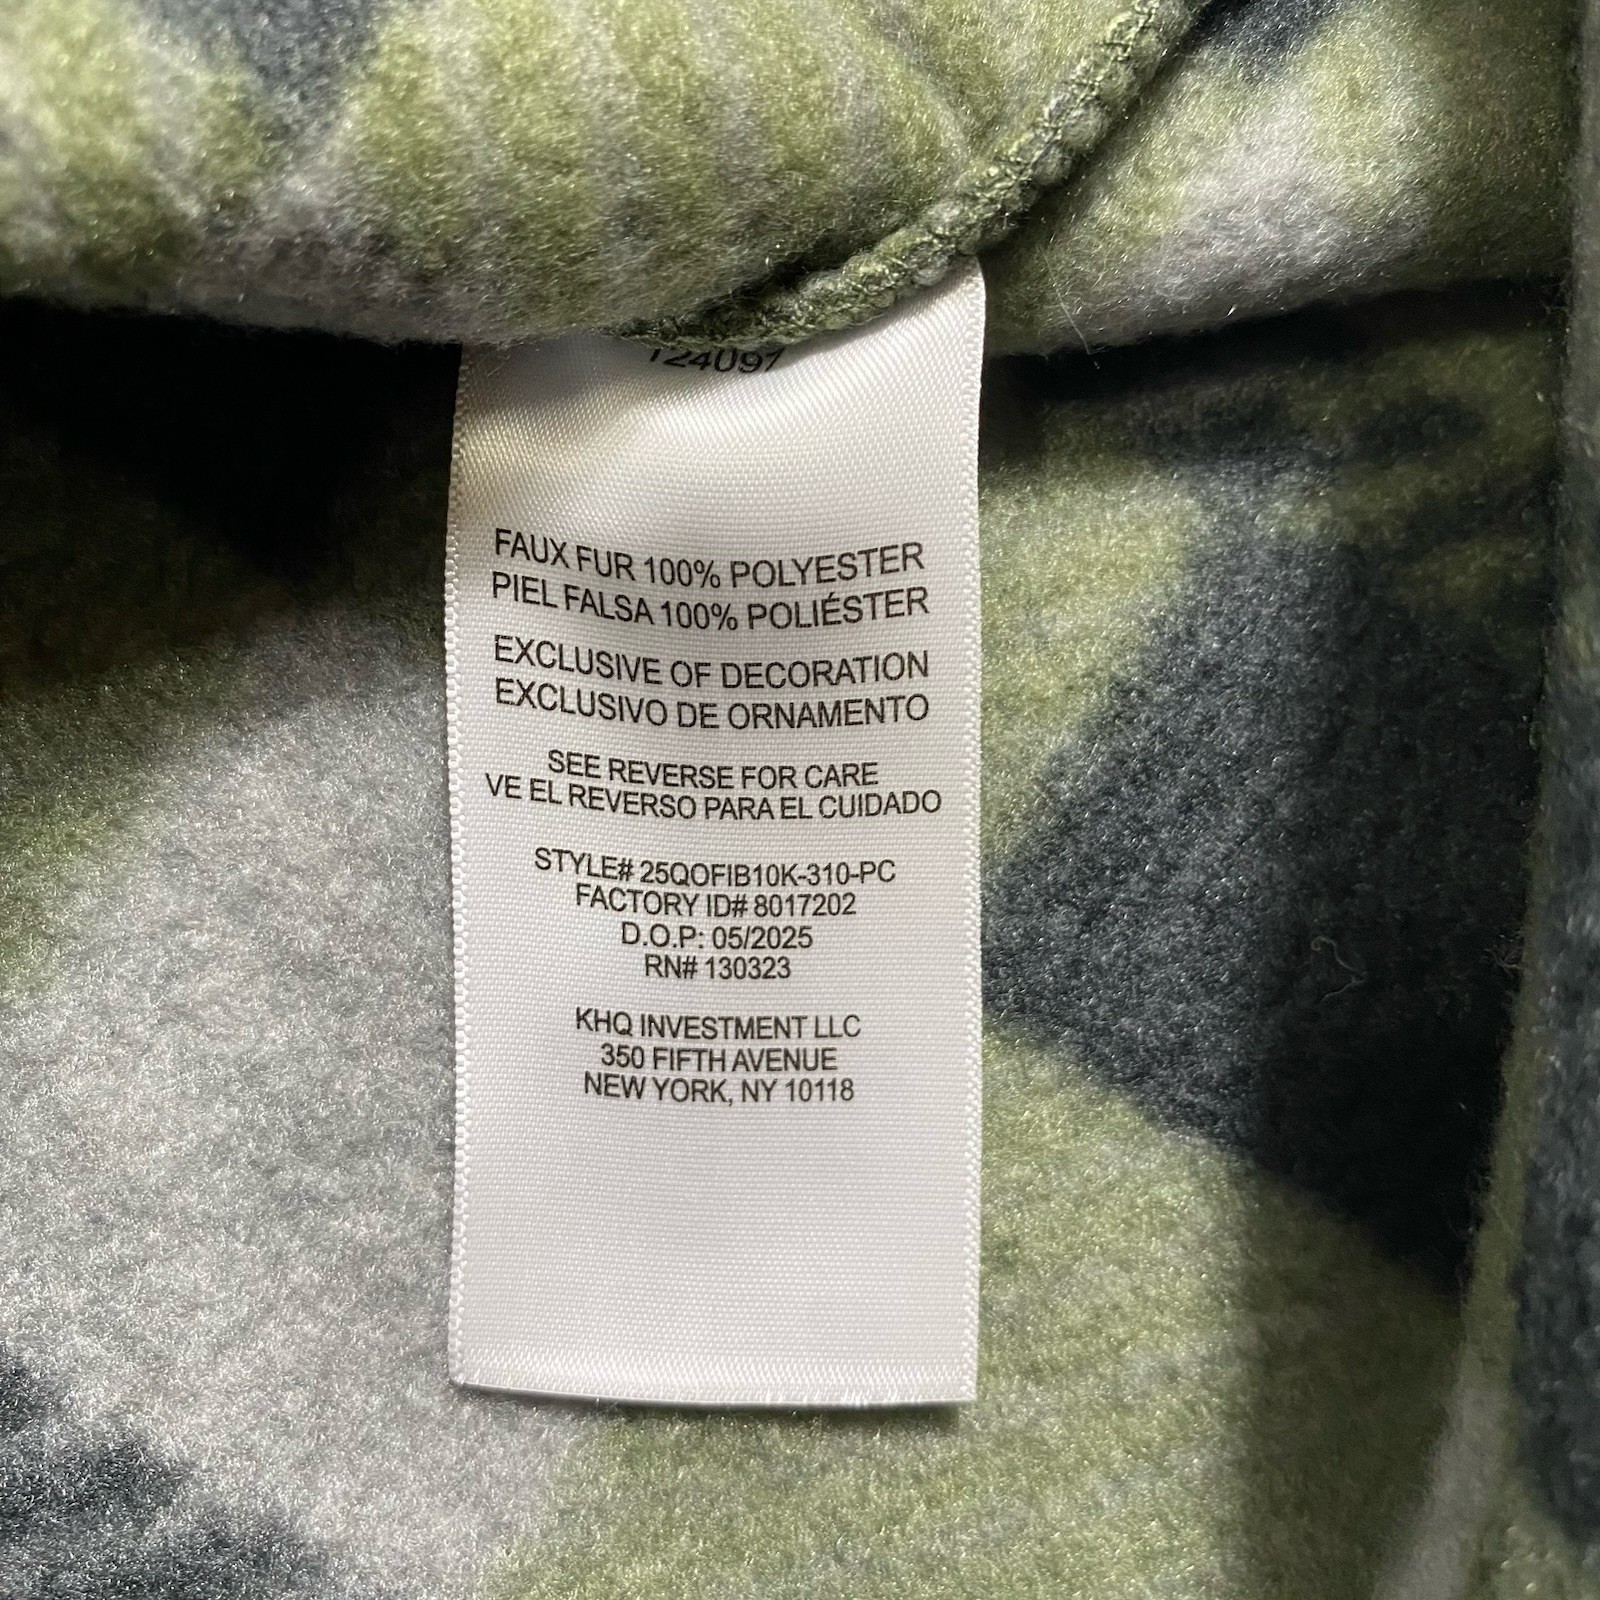 124097
FAUX FUR 100% POLYESTER
PIEL FALSA 100% POLIÉSTER
EXCLUSIVE OF DECORATION
EXCLUSIVO DE ORNAMENTO
SEE REVERSE FOR CARE
VE EL REVERSO PARA EL CUIDADO
STYLE# 25QOFIB10K-310-PC
FACTORY ID# 8017202
D.O.P: 05/2025
RN# 130323
KHQ INVESTMENT LLC
350 FIFTH AVENUE
NEW YORK, NY 10118